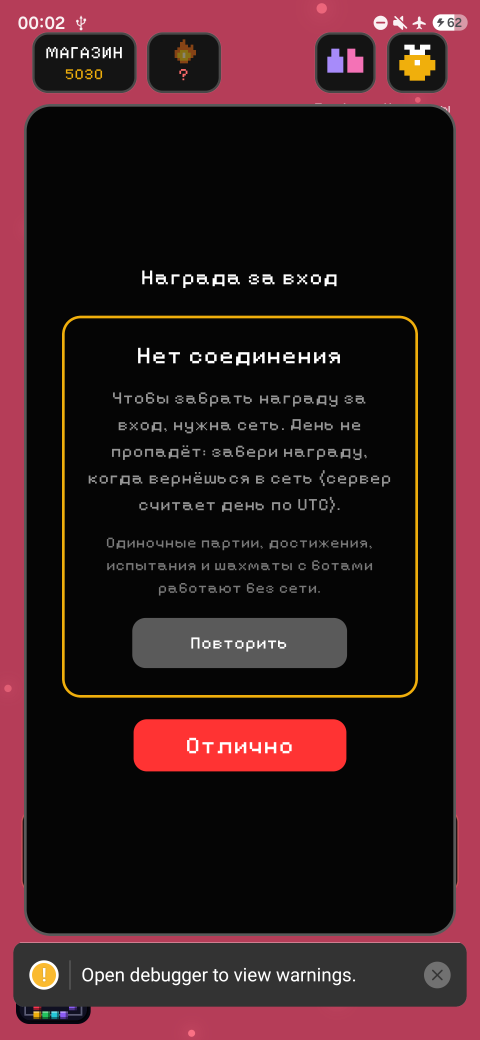 00:02
62
МАГАЗИН
5030
?
Награда за вход
Нет соединения
Чтобы забрать награду за
вход, нужна сеть. День не
пропадёт: забери награду,
когда вернёшься в сеть (сервер
считает день по UTC).
Одиночные партии, достижения,
испытания и шахматы с ботами
работают без сети.
Повторить
Отлично
Open debugger to view warnings.